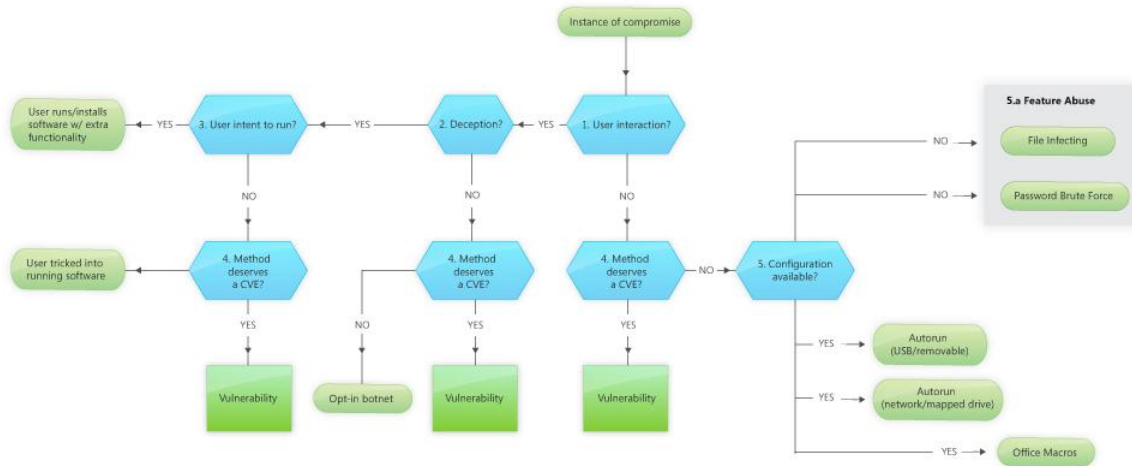 Instance of compromise
User runs/installs
software w/ extra
functionality
YES
3. User intent to run?
YES
2. Deception?
YES
1. User interaction?
5.a Feature Abuse
NO
File Infecting
NO
Password Brute Force
NO
NO
NO
User tricked into
running software
4. Method
deserves
a CVE?
4. Method
deserves
a CVE?
4. Method
deserves
a CVE?
NO
5. Configuration
available?
YES
NO
YES
YES
YES
Autorun
(USB/removable)
Vulnerability
Opt-in botnet
Vulnerability
Vulnerability
YES
Autorun
(network/mapped drive)
YES
Office Macros